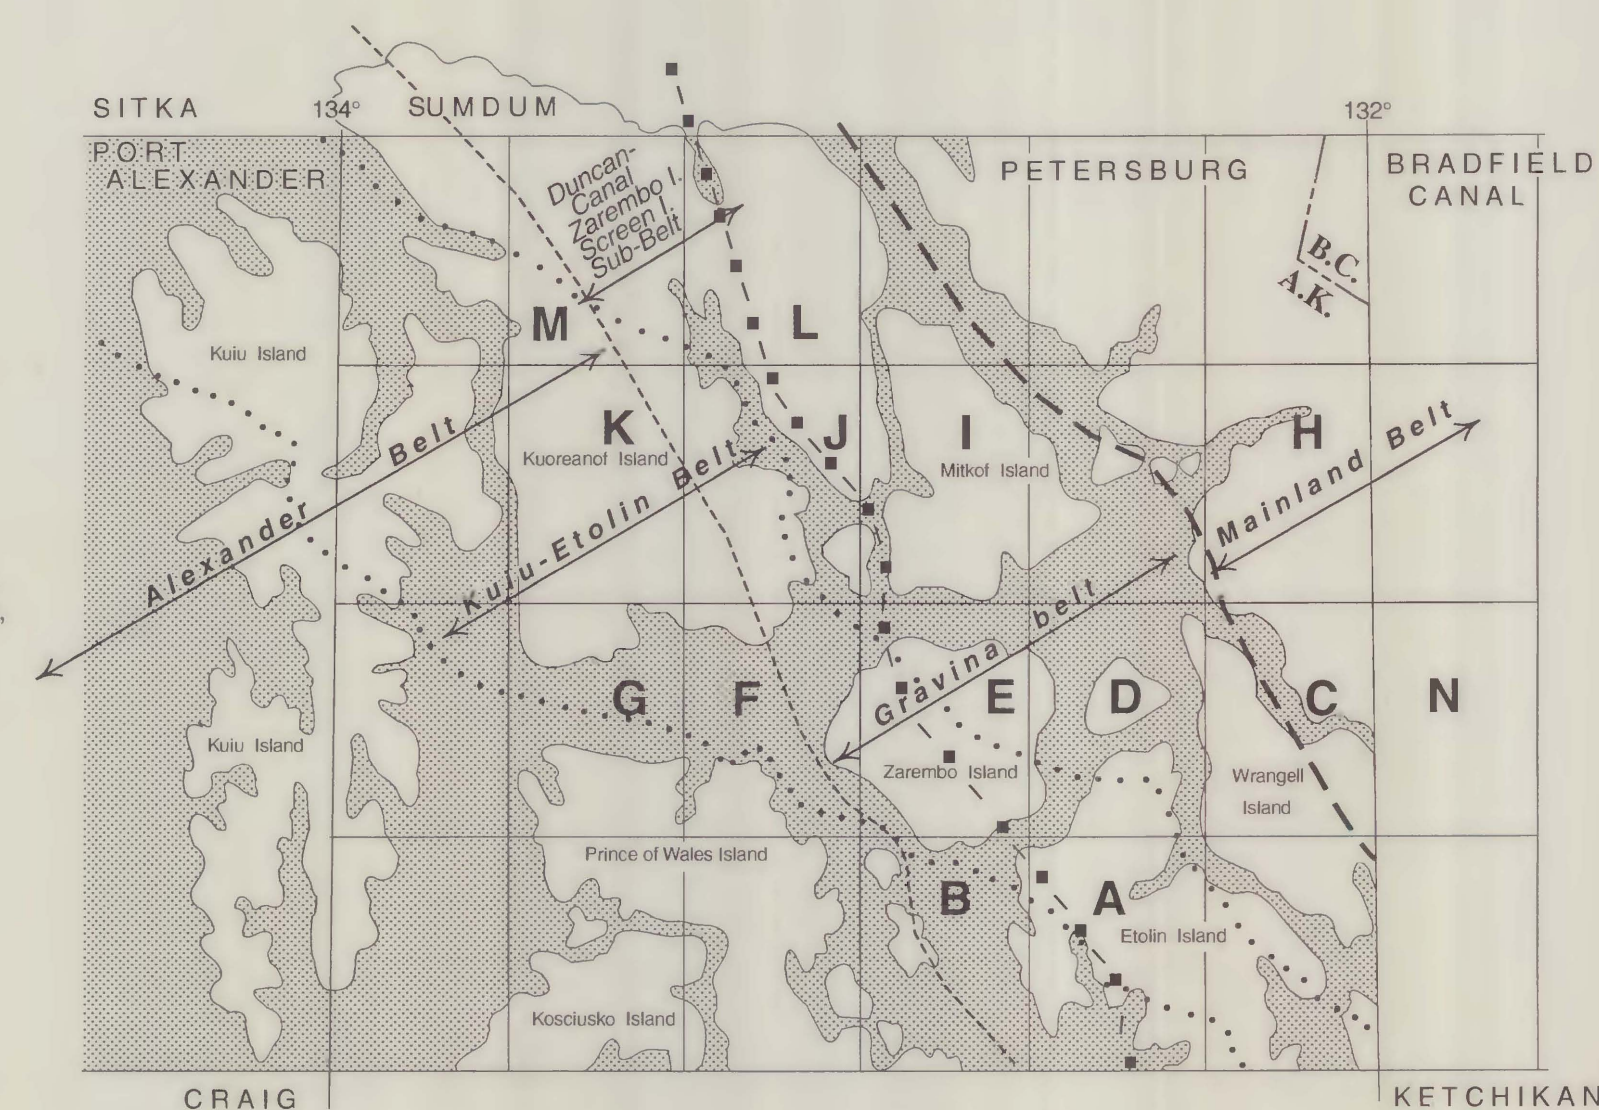 SITKA
134°
SUMDUM
132°
PORT
ALEXANDER
PETERSBURG
BRADFIELD
CANAL
Duncan-
Canal
Zarembo I.
Screen I.
Sub-Belt
B.C.
A.K.
M
L
Kuiu Island
K
J
I
H
Kuoreanof Island
Mitkof Island
Alexander Belt
Kuiu-Etolin Belt
Mainland Belt
Gravina belt
G
F
E
D
C
N
Kuiu Island
Zarembo Island
Wrangell
Island
Prince of Wales Island
B
A
Etolin Island
Kosciusko Island
CRAIG
KETCHIKAN